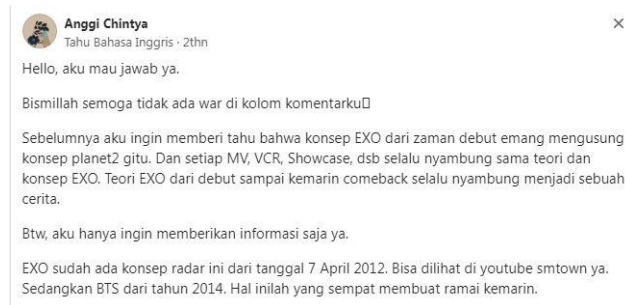 Anggi Chintya
Tahu Bahasa Inggris · 2thn
Hello, aku mau jawab ya.
Bismillah semoga tidak ada war di kolom komentarku
Sebelumnya aku ingin memberi tahu bahwa konsep EXO dari zaman debut emang mengusung
konsep planet2 gitu. Dan setiap MV, VCR, Showcase, dsb selalu nyambung sama teori dan
konsep EXO. Teori EXO dari debut sampai kemarin comeback selalu nyambung menjadi sebuah
cerita.
Btw, aku hanya ingin memberikan informasi saja ya.
EXO sudah ada konsep radar ini dari tanggal 7 April 2012. Bisa dilihat di youtube smtown ya.
Sedangkan BTS dari tahun 2014. Hal inilah yang sempat membuat ramai kemarin.